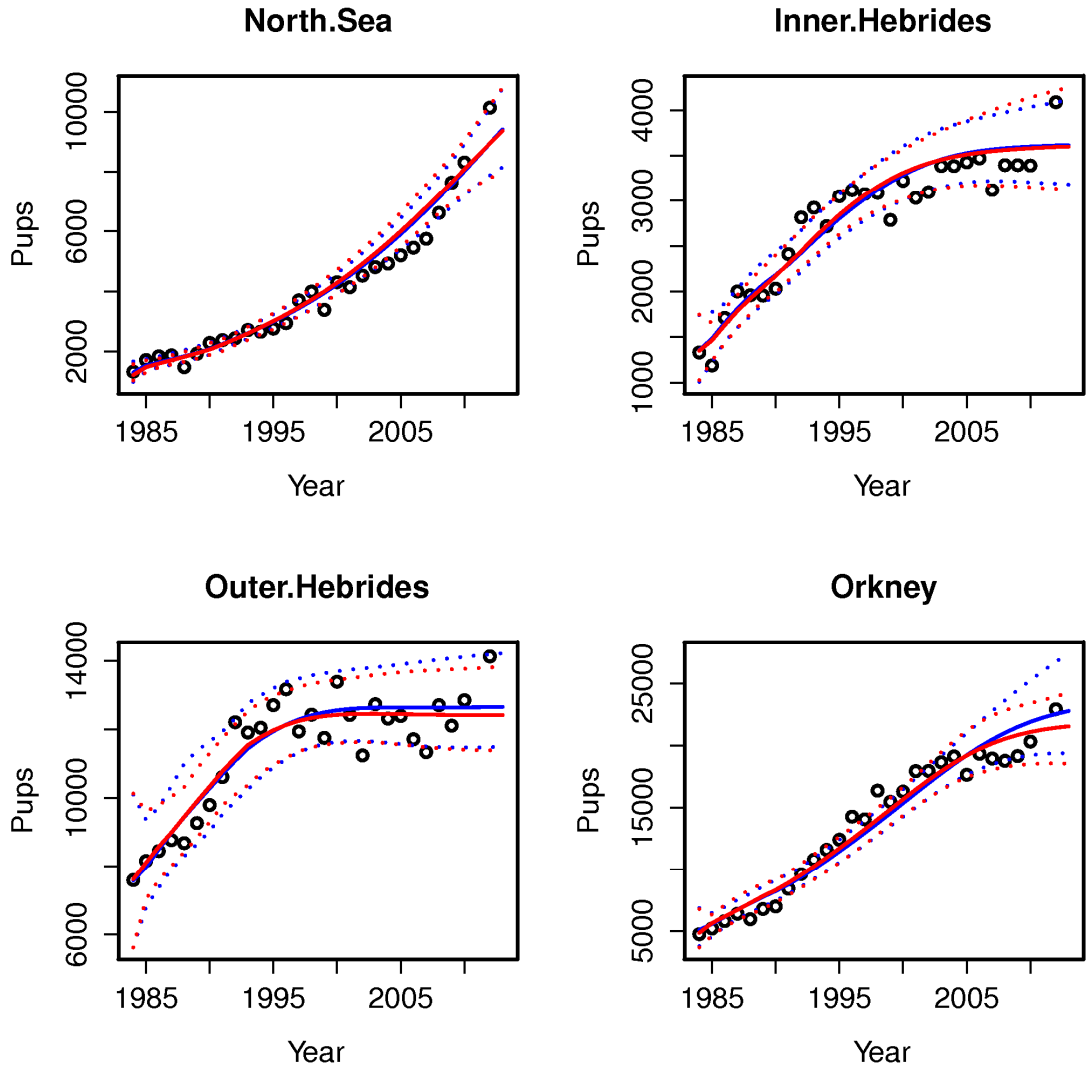 North.Sea
Pups
2000 6000 10000
1985 1995 2005
Year
Inner.Hebrides
Pups
1000 2000 3000 4000
1985 1995 2005
Year
Outer.Hebrides
Pups
6000 10000 14000
1985 1995 2005
Year
Orkney
Pups
5000 15000 25000
1985 1995 2005
Year